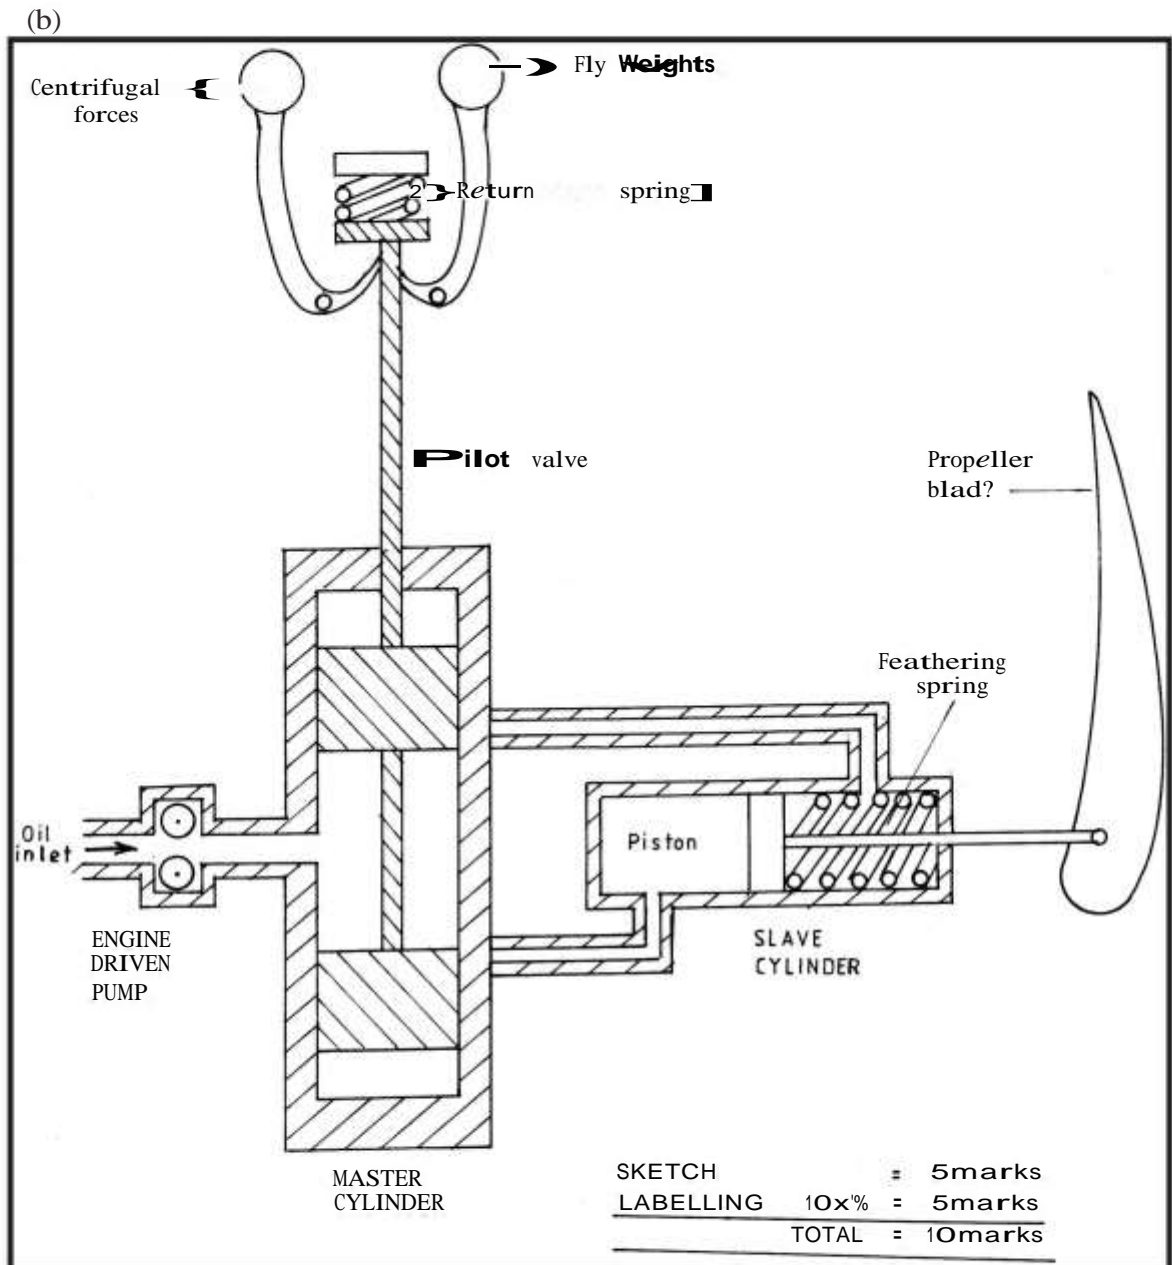 (b)
Centrifugal
forces
Fly Weights
2 Return spring
Pilot valve
Propeller
blad?
Feathering
spring
Oil
inlet
Piston
ENGINE
DRIVEN
PUMP
SLAVE
CYLINDER
MASTER
CYLINDER
SKETCH = 5marks
LABELLING 10x'% = 5marks
TOTAL = 10marks